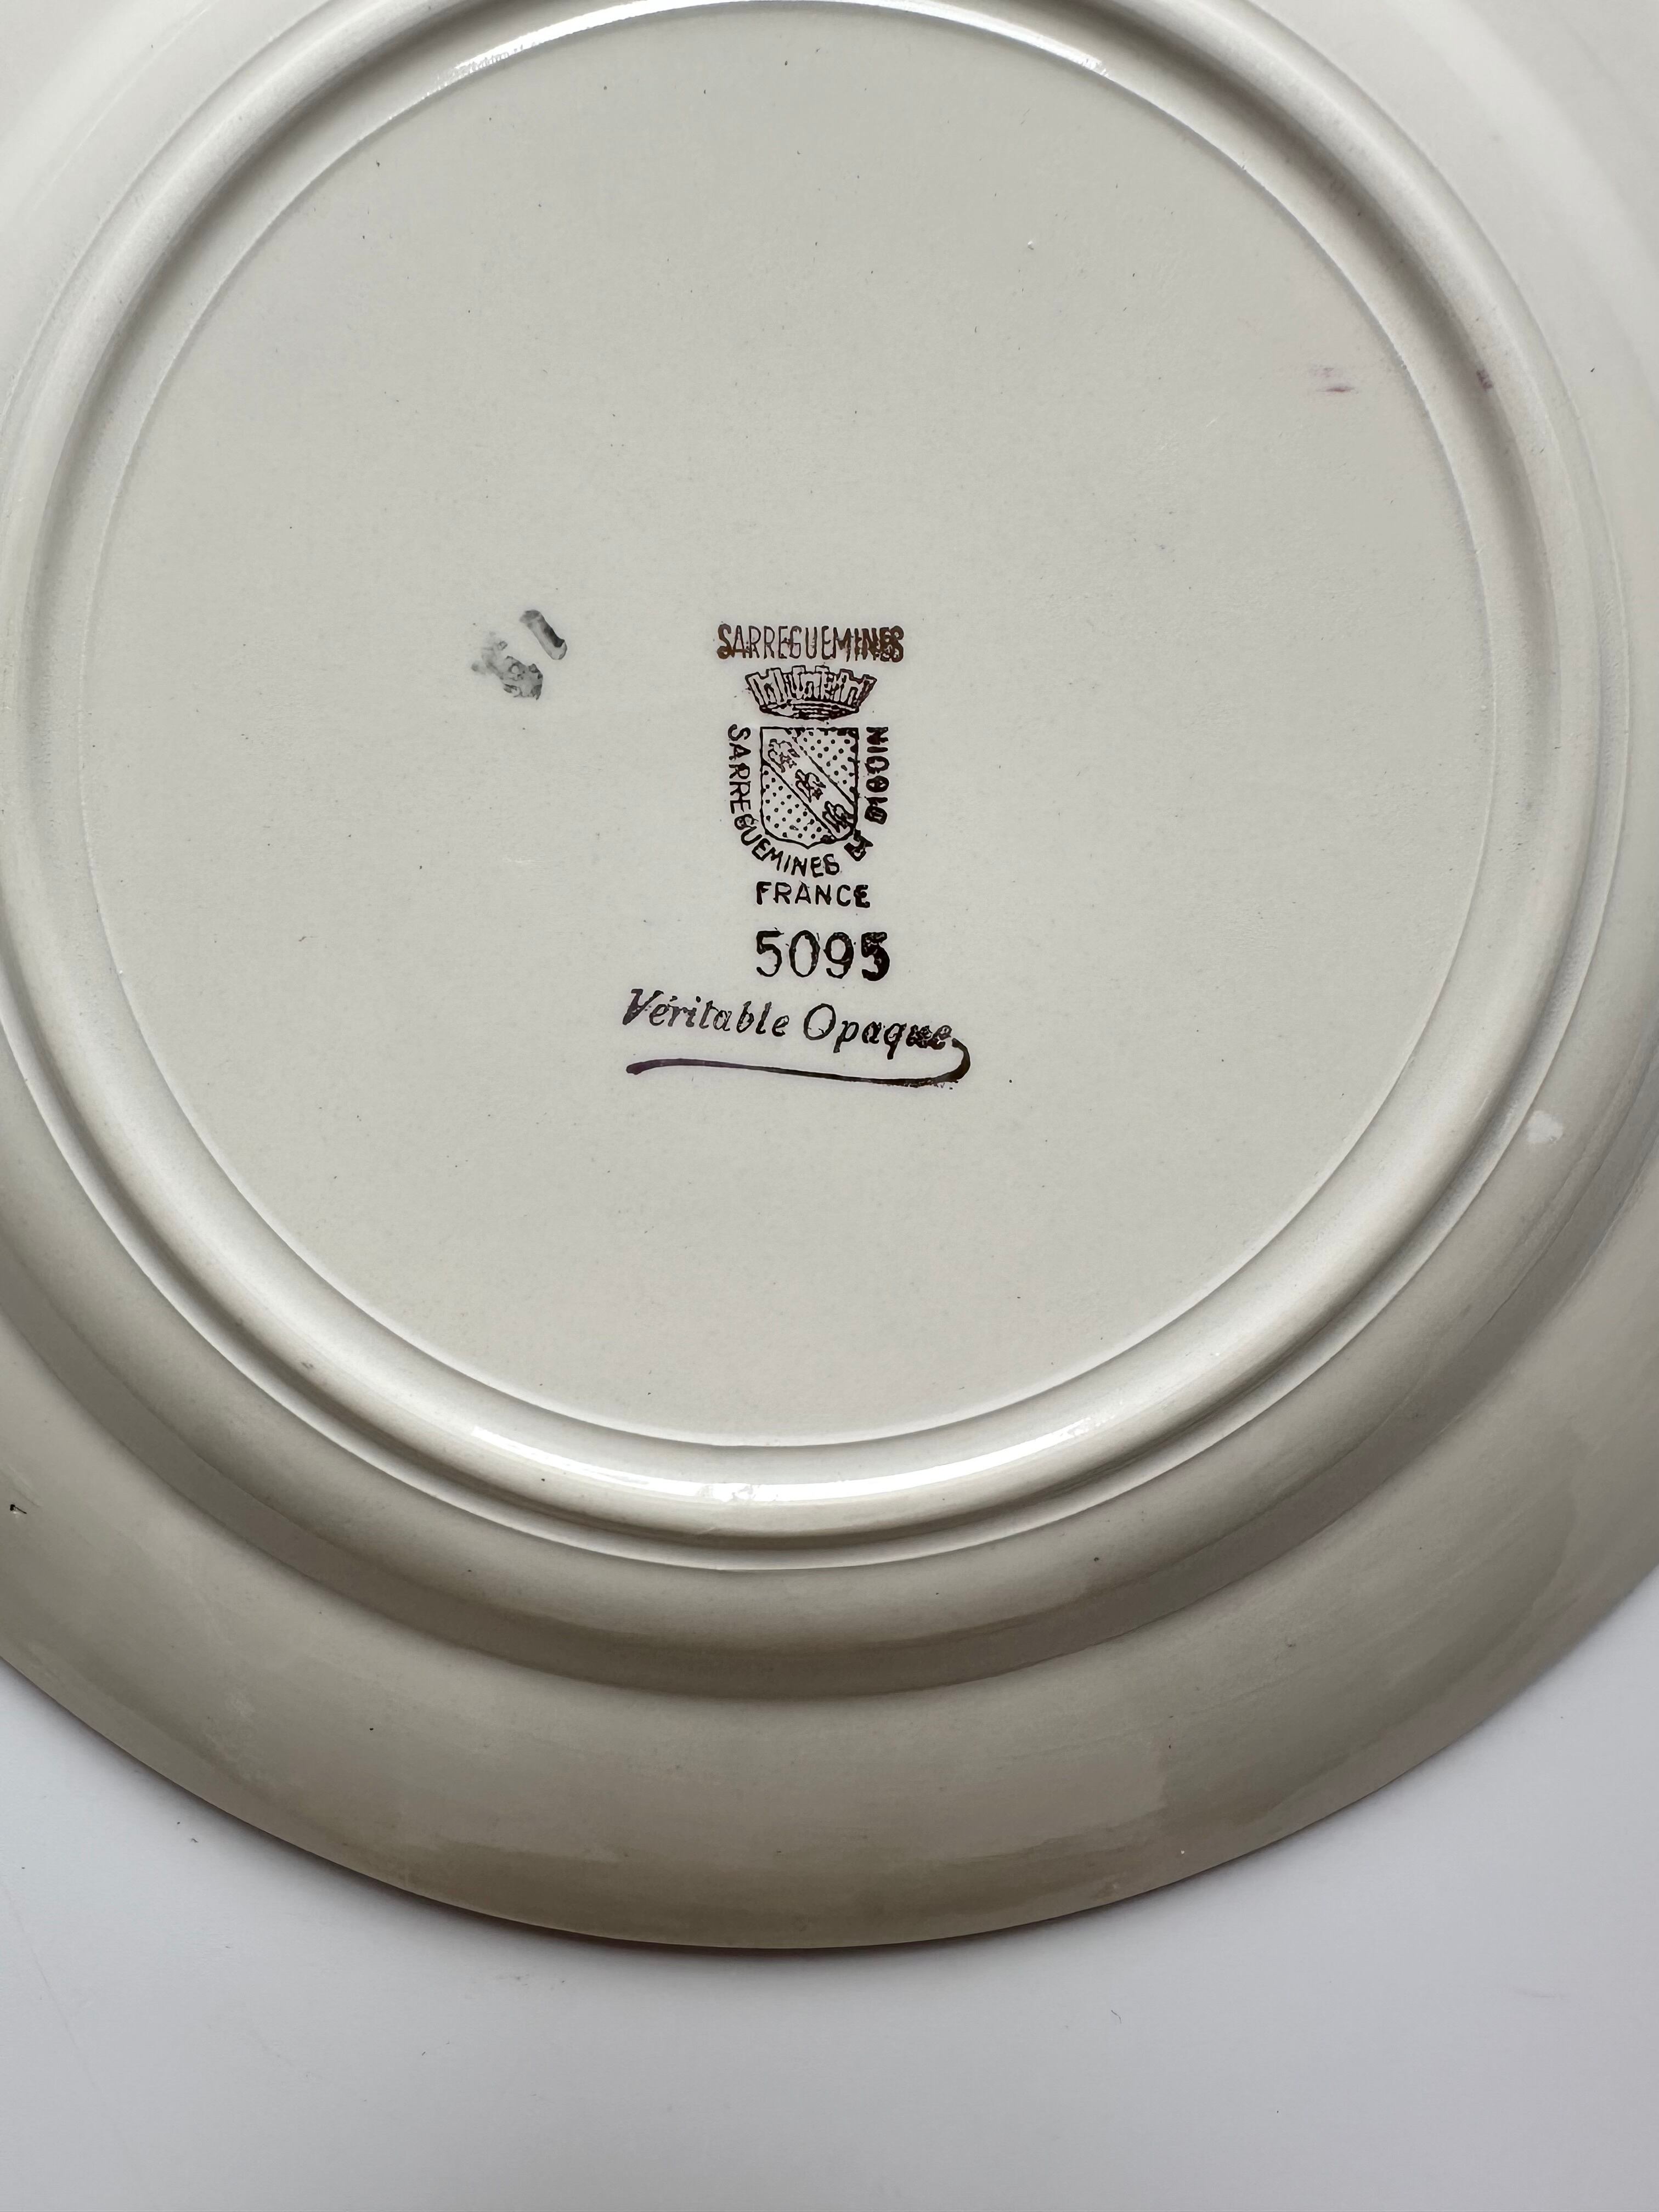 SARREGUEMINES
SARREGUEMINES
DIGOIN
FRANCE
5095
Véritable Opaque